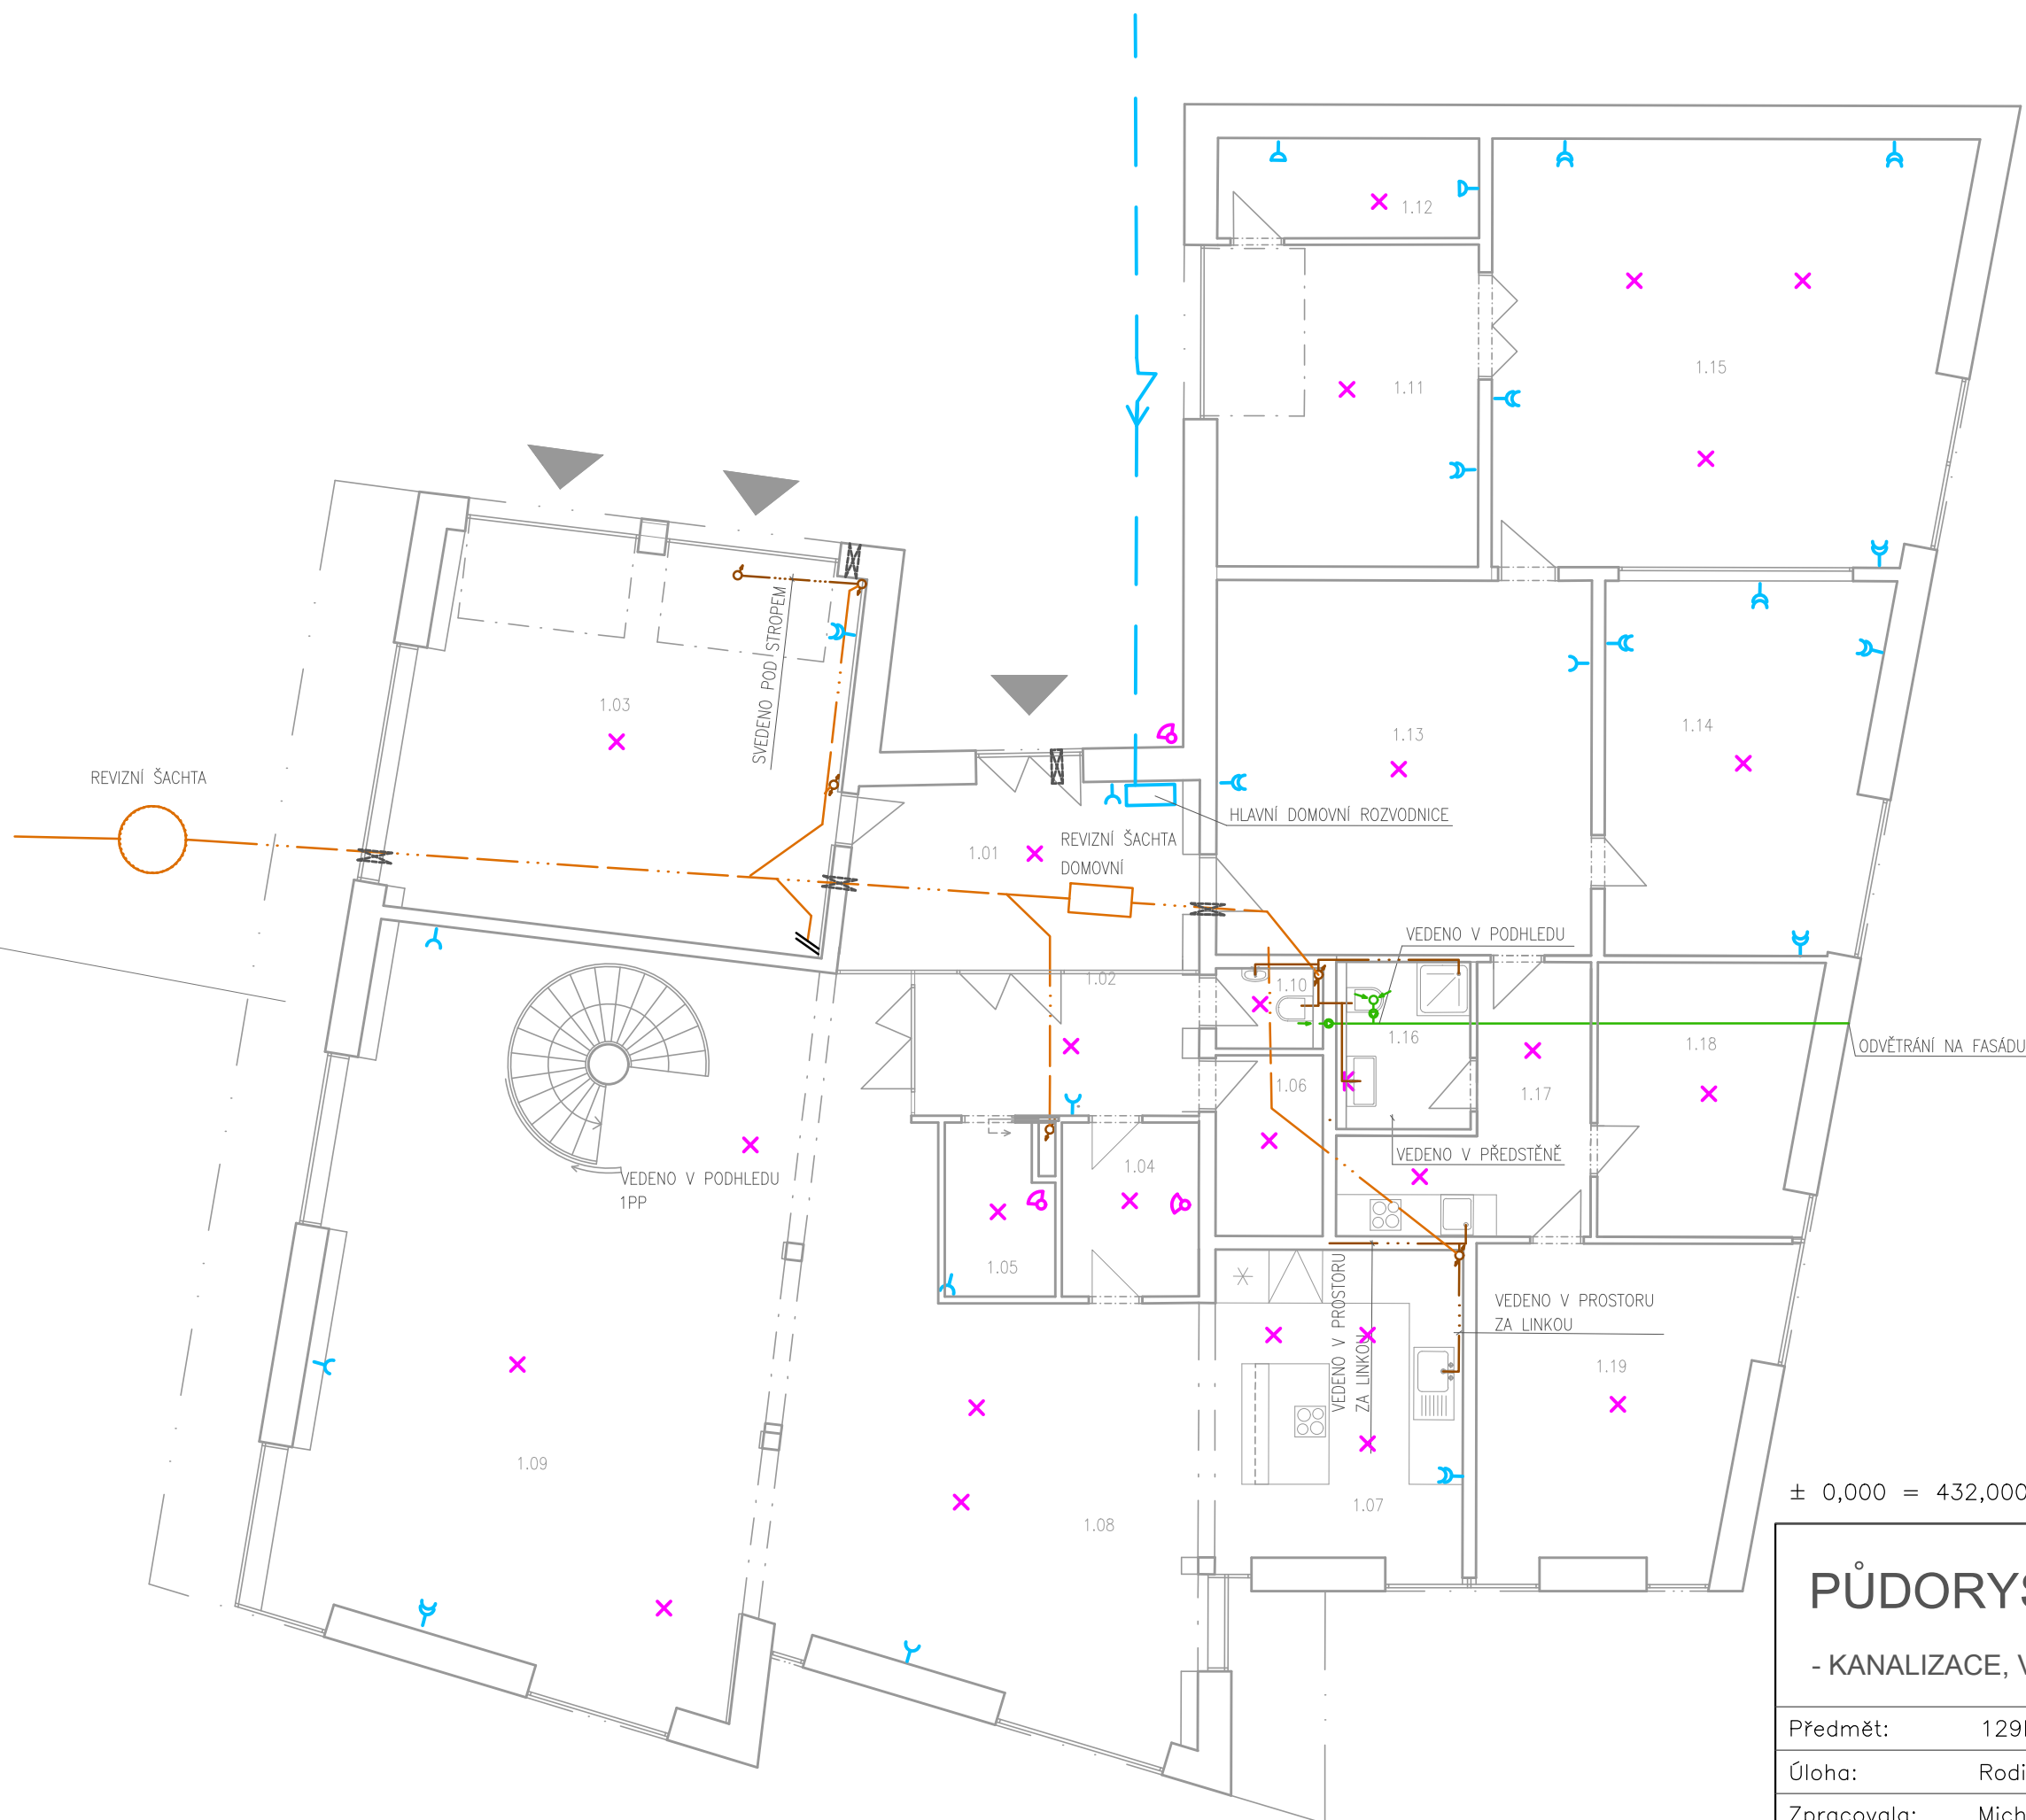 1.12
1.15
1.11
1.03
SVEDENO POD STROPEM
1.14
1.13
REVIZNÍ ŠACHTA
HLAVNÍ DOMOVNÍ ROZVODNICE
REVIZNÍ ŠACHTA
DOMOVNÍ
1.01
VEDENO V PODHLEDU
1.02
1.10
1.16
1.18
ODVĚTRÁNÍ NA FASÁDU
1.06
1.17
VEDENO V PŘEDSTĚNĚ
1.04
VEDENO V PODHLEDU
1PP
1.05
VEDENO V PROSTORU
ZA LINKOU
VEDENO V PROSTORU
ZA LINKOU
1.19
1.09
1.07
1.08
± 0,000 = 432,000
PŮDORYS
- KANALIZACE, V
Předmět: 129
Úloha: Rodi
Zpracovala: Mich